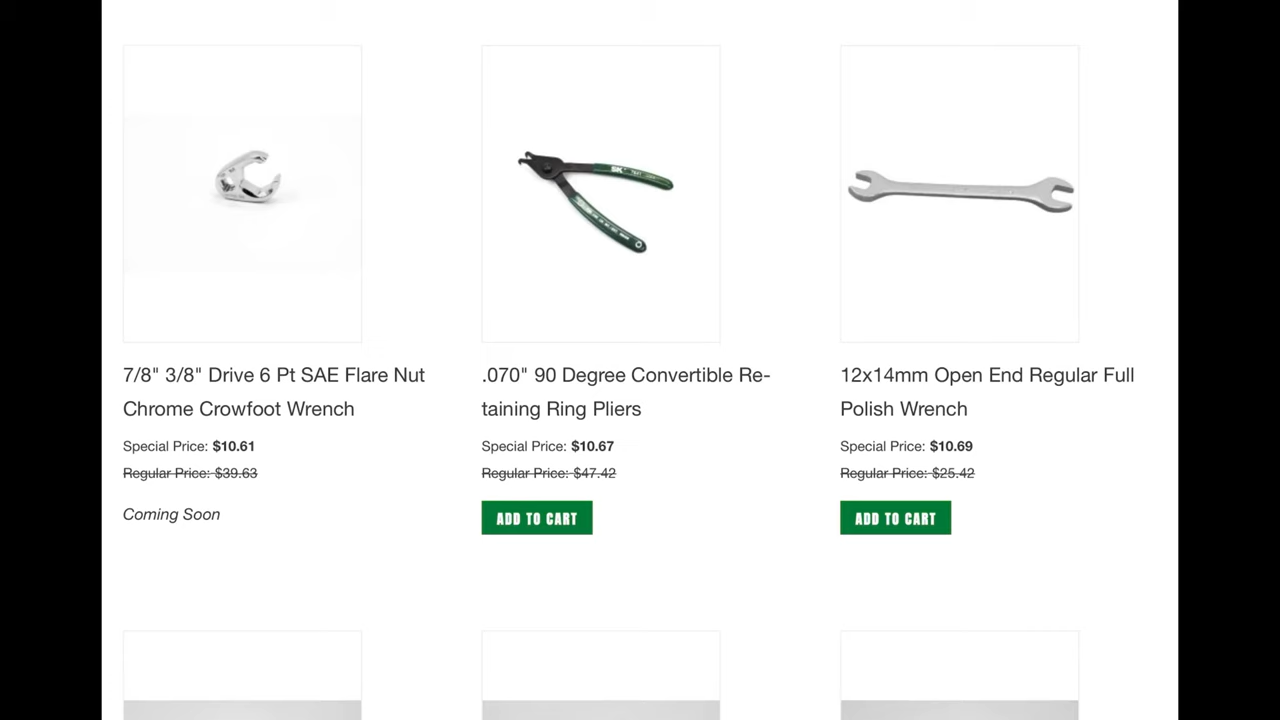 7/8" 3/8" Drive 6 Pt SAE Flare Nut
Chrome Crowfoot Wrench
Special Price: $10.61
Regular Price: $39.63
Coming Soon
.070" 90 Degree Convertible Re-
taining Ring Pliers
Special Price: $10.67
Regular Price: $47.42
ADD TO CART
12x14mm Open End Regular Full
Polish Wrench
Special Price: $10.69
Regular Price: $25.42
ADD TO CART